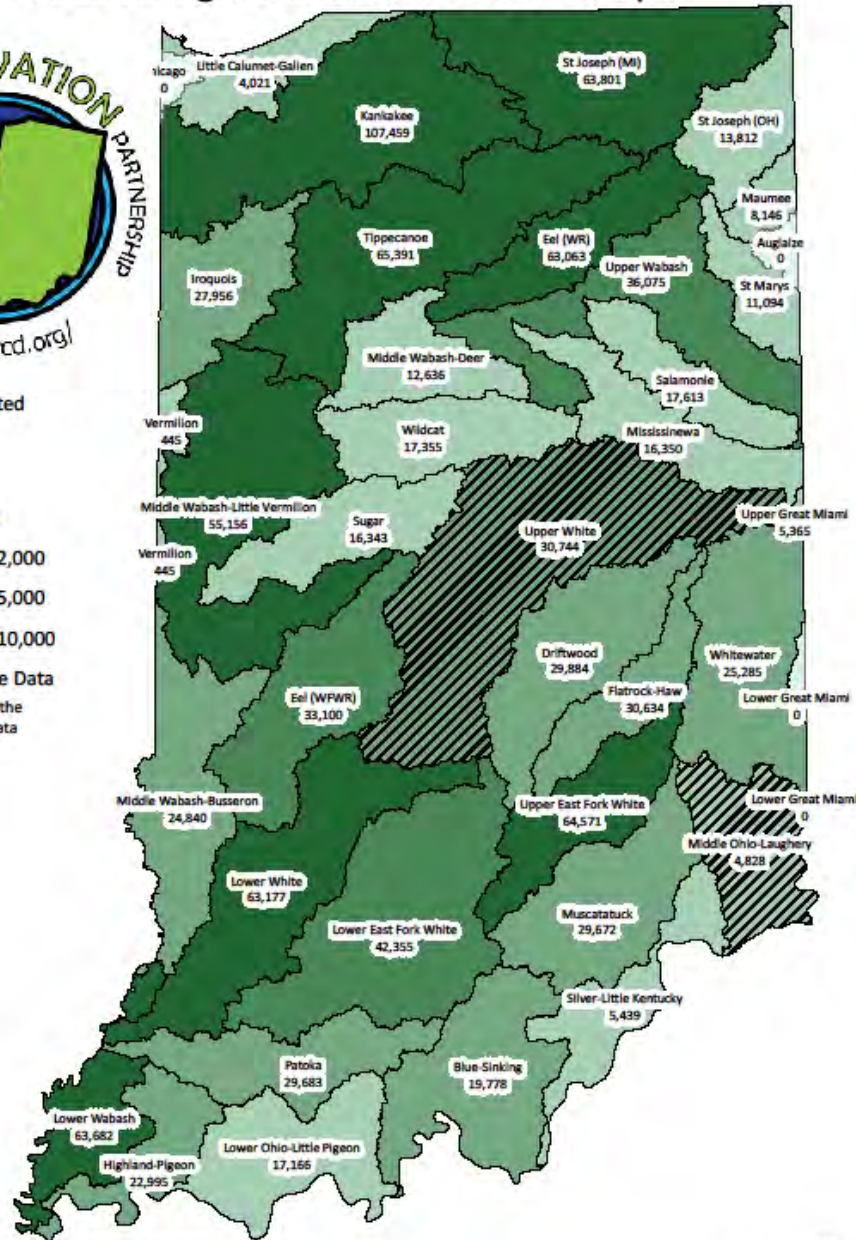 VATION
PARTNERSHIP
rcd.org/
ted
2,000
5,000
10,000
e Data
the
ata
hicago
0
Little Calumet-Galien
4,021
St Joseph (MI)
63,801
Kankakee
107,459
St Joseph (OH)
13,812
Maumee
8,146
Auglaize
0
St Marys
11,094
Tippecanoe
65,391
Eel (WR)
63,063
Upper Wabash
36,075
Iroquois
27,956
Middle Wabash-Deer
12,636
Salamonie
17,613
Vermilion
445
Wildcat
17,355
Mississinewa
16,350
Middle Wabash-Little Vermilion
55,156
Sugar
16,343
Upper White
30,744
Upper Great Miami
5,365
Vermilion
445
Driftwood
29,884
Whitewater
25,285
Flatrock-Haw
30,634
Lower Great Miami
0
Eel (WFWR)
33,100
Middle Wabash-Busseron
24,840
Upper East Fork White
64,571
Lower Great Miami
0
Middle Ohio-Laughery
4,828
Lower White
63,177
Muscatatuck
29,672
Lower East Fork White
42,355
Silver-Little Kentucky
5,439
Patoka
29,683
Blue-Sinking
19,778
Lower Wabash
63,682
Lower Ohio-Little Pigeon
17,166
Highland-Pigeon
22,995